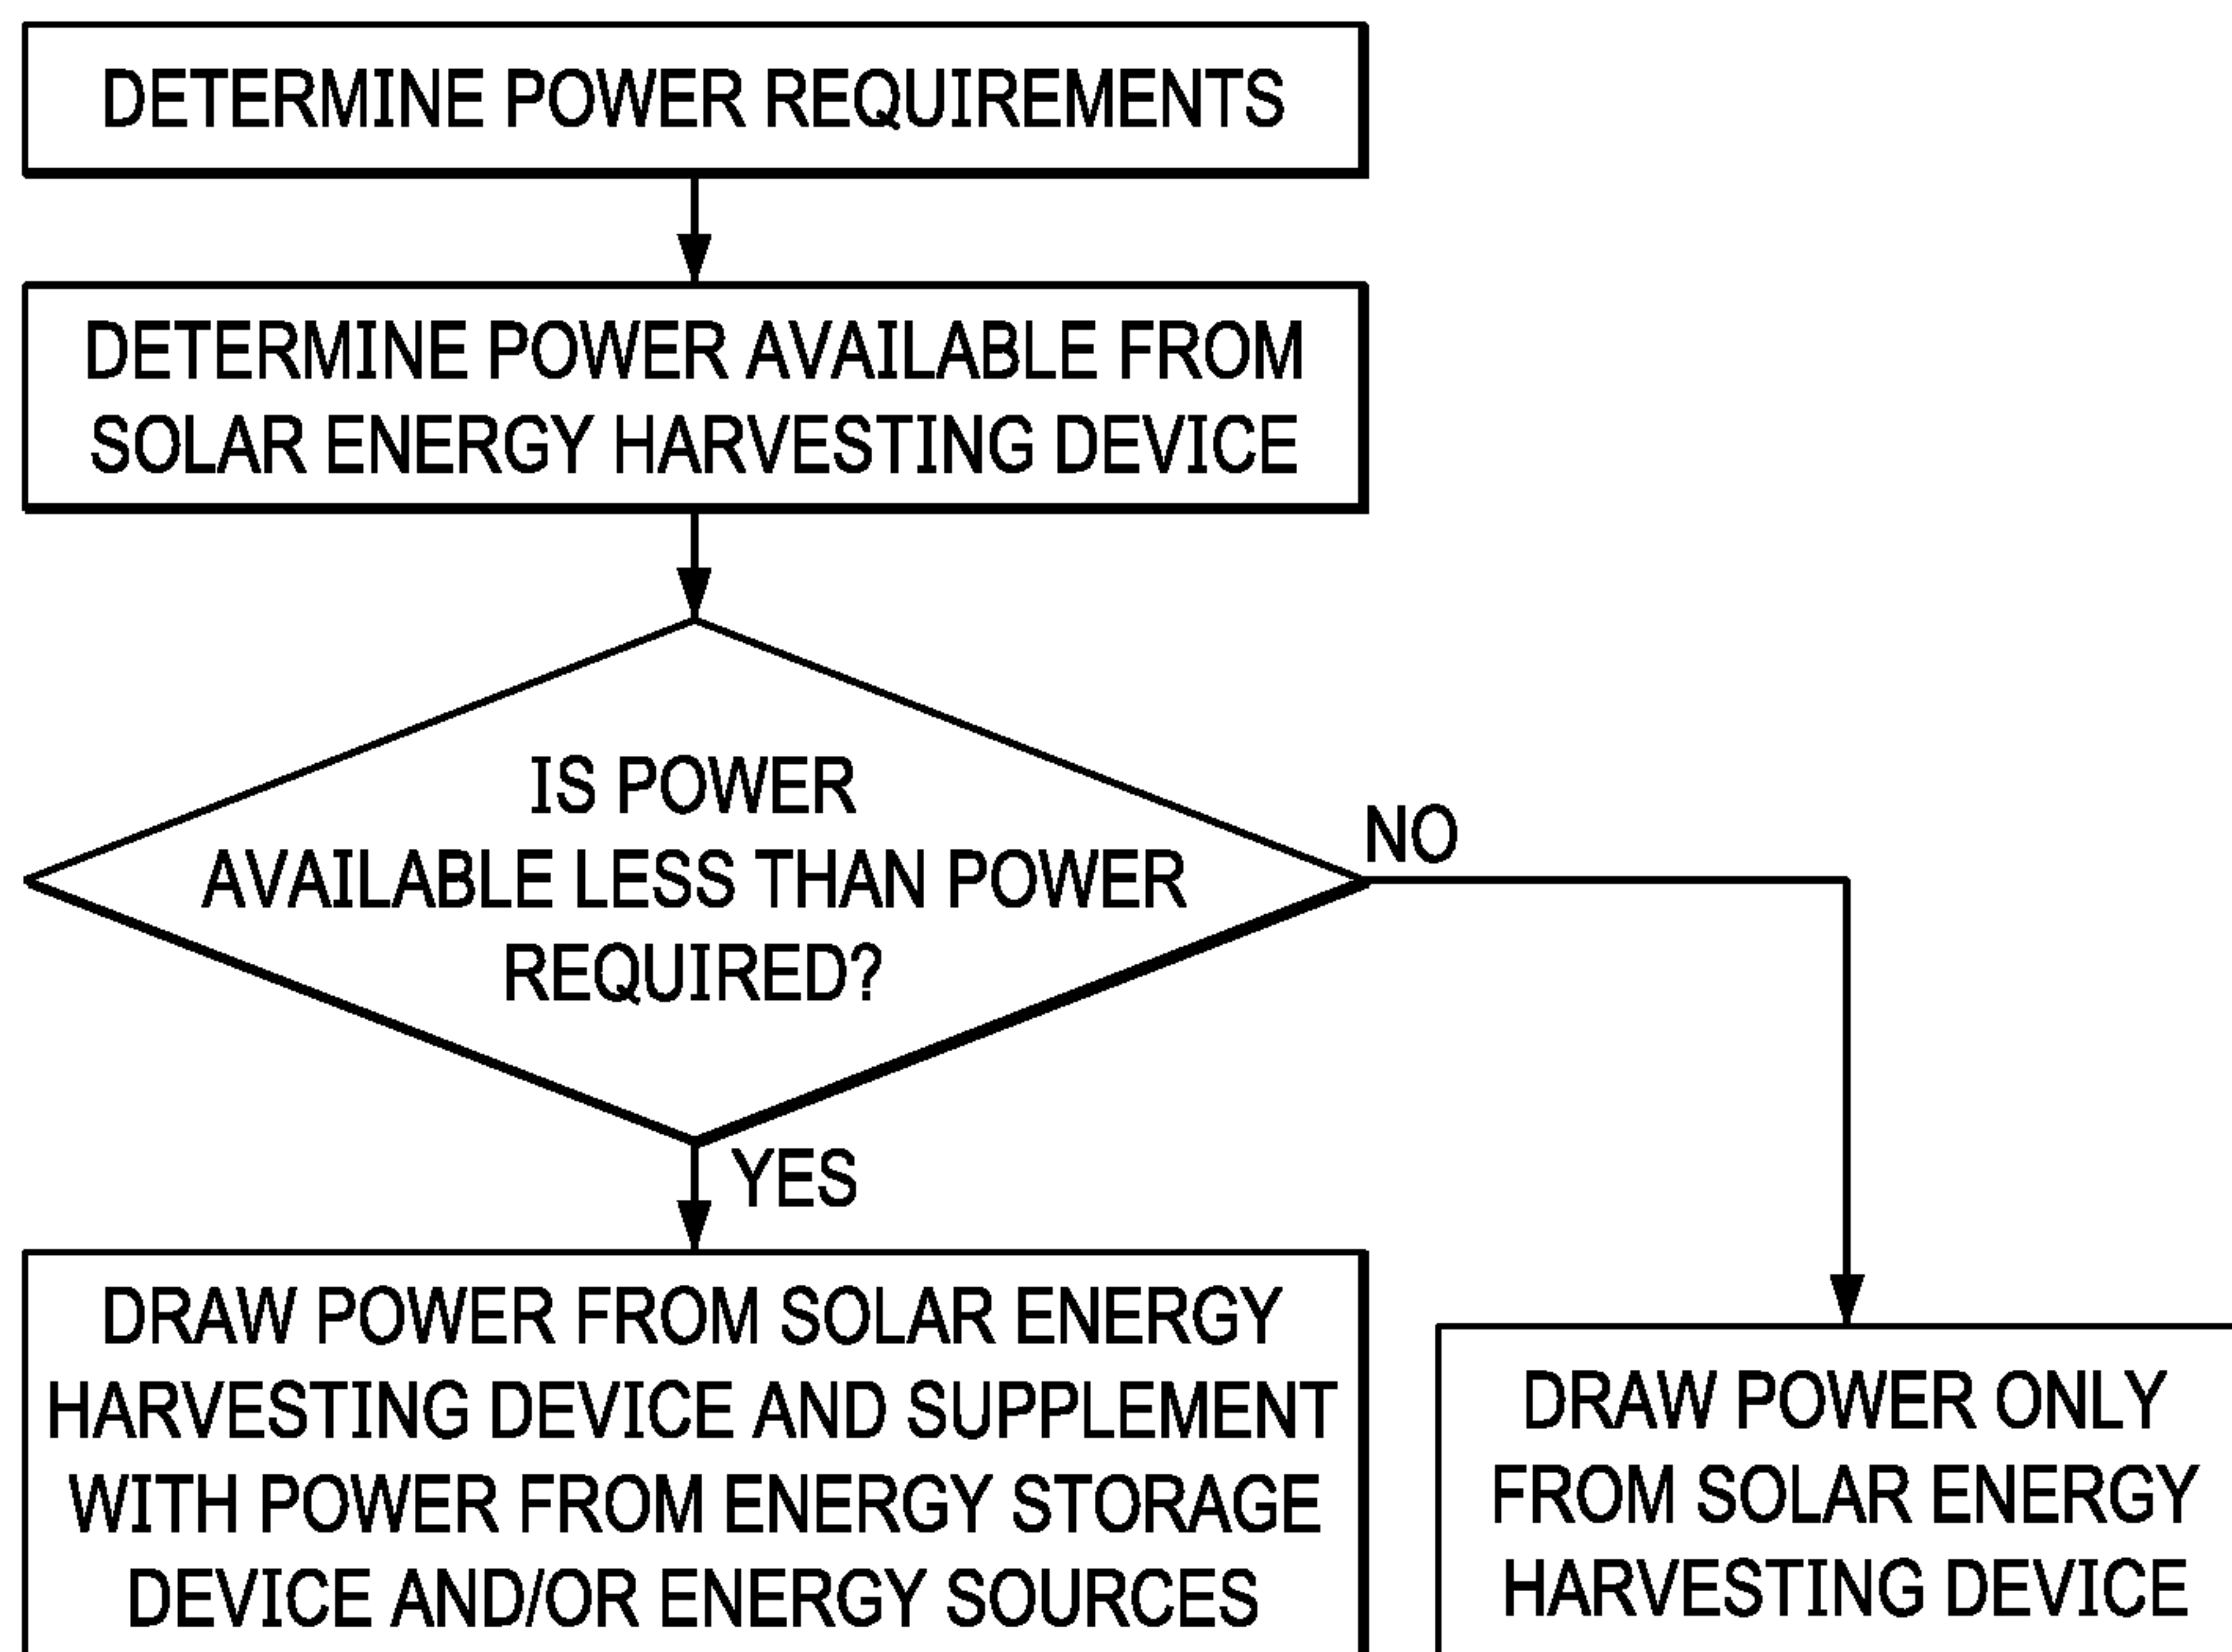 DETERMINE POWER REQUIREMENTS
DETERMINE POWER AVAILABLE FROM
SOLAR ENERGY HARVESTING DEVICE
IS POWER
AVAILABLE LESS THAN POWER
REQUIRED?
NO
YES
DRAW POWER FROM SOLAR ENERGY
HARVESTING DEVICE AND SUPPLEMENT
WITH POWER FROM ENERGY STORAGE
DEVICE AND/OR ENERGY SOURCES
DRAW POWER ONLY
FROM SOLAR ENERGY
HARVESTING DEVICE